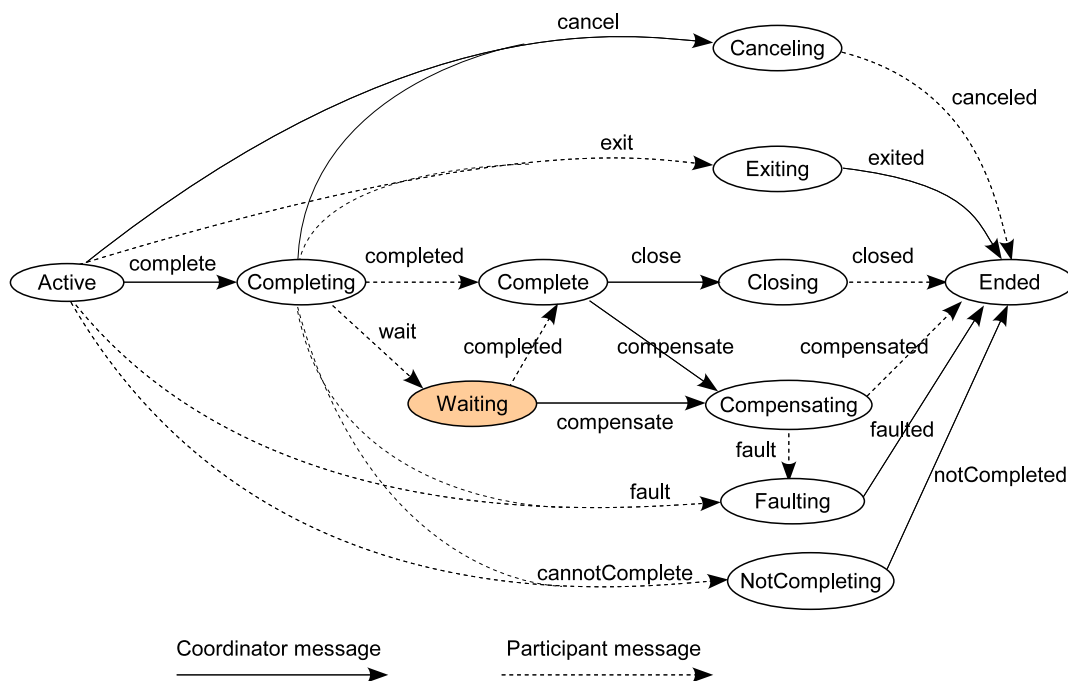 cancel
Canceling
canceled
exit
Exiting
exited
Active
complete
Completing
completed
Complete
close
Closing
closed
Ended
wait
completed
compensate
compensated
Waiting
compensate
Compensating
fault
faulted
fault
Faulting
notCompleted
cannotComplete
NotCompleting
Coordinator message
Participant message